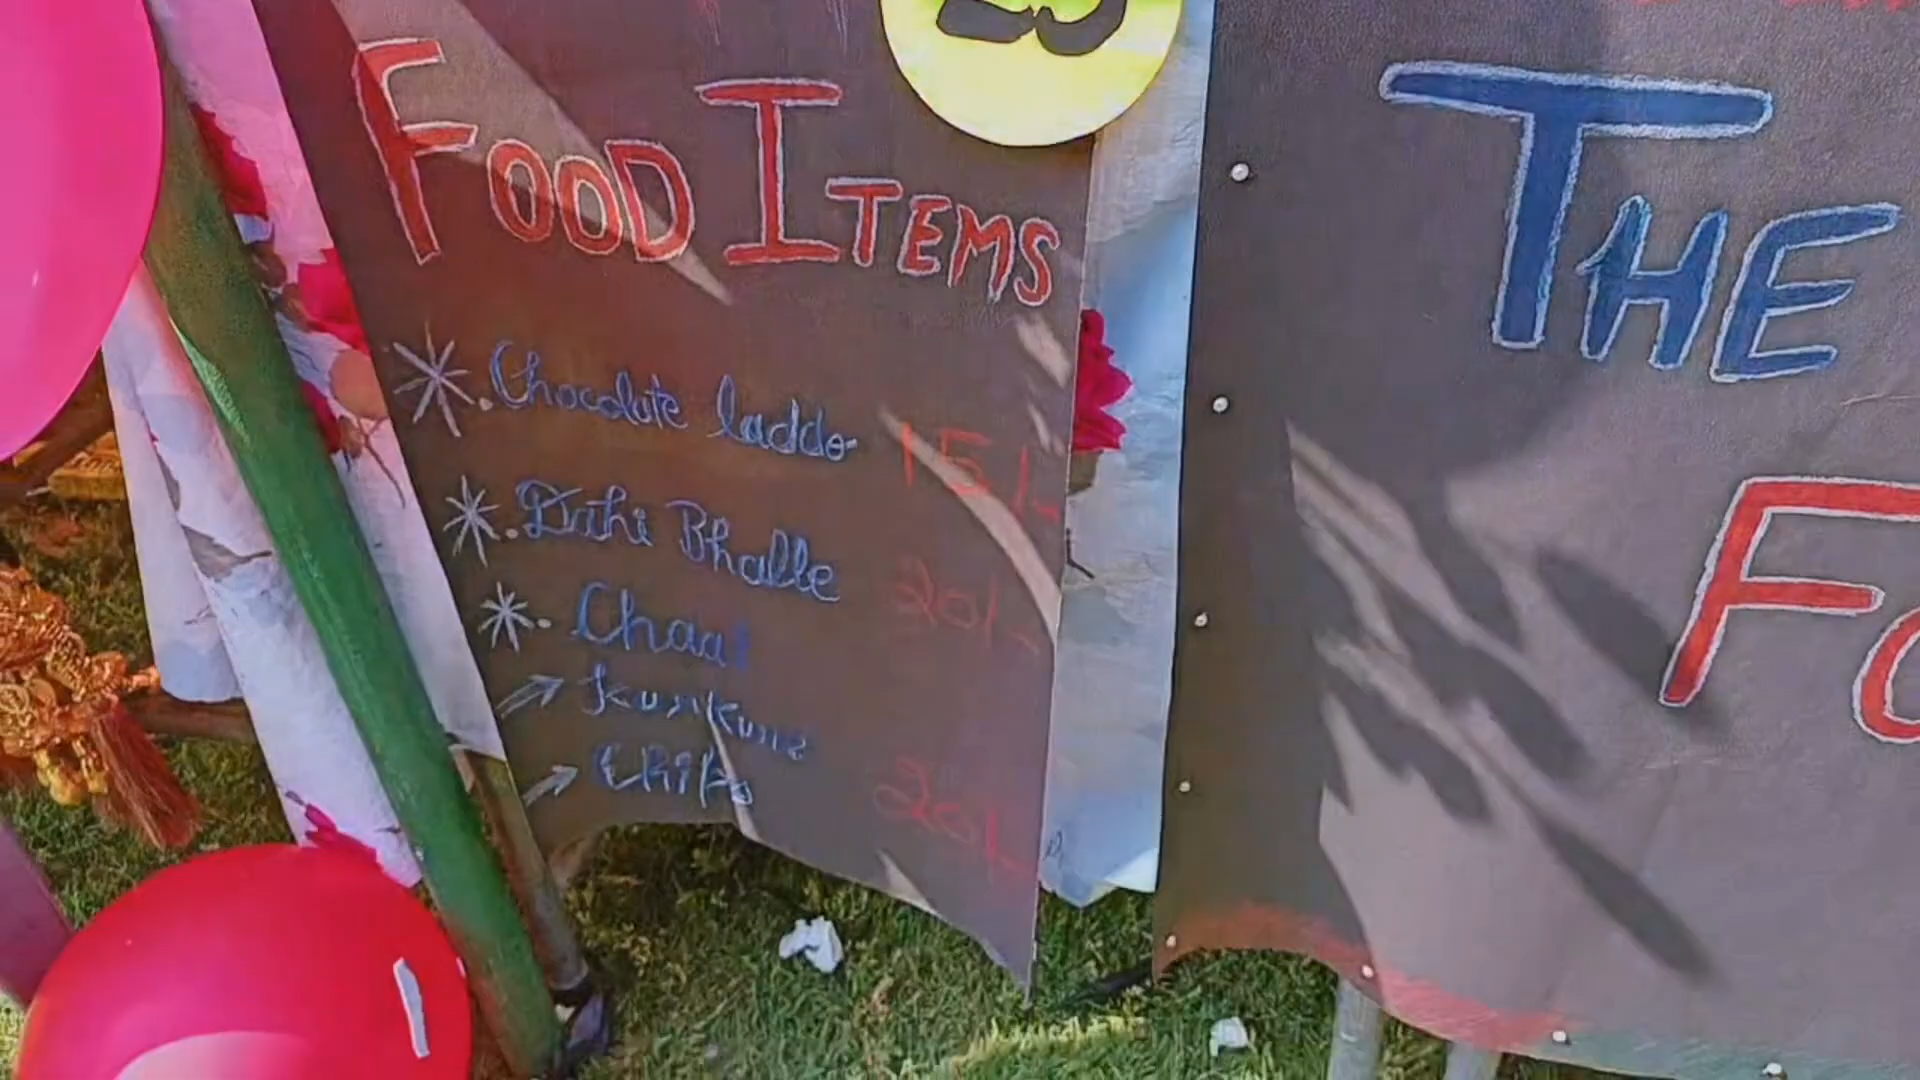 FOOD ITEMS
Chocolate laddo 15/-
Dahi Bhalle 20/-
Chaat
KurKure
Chips
20/-
THE
FO